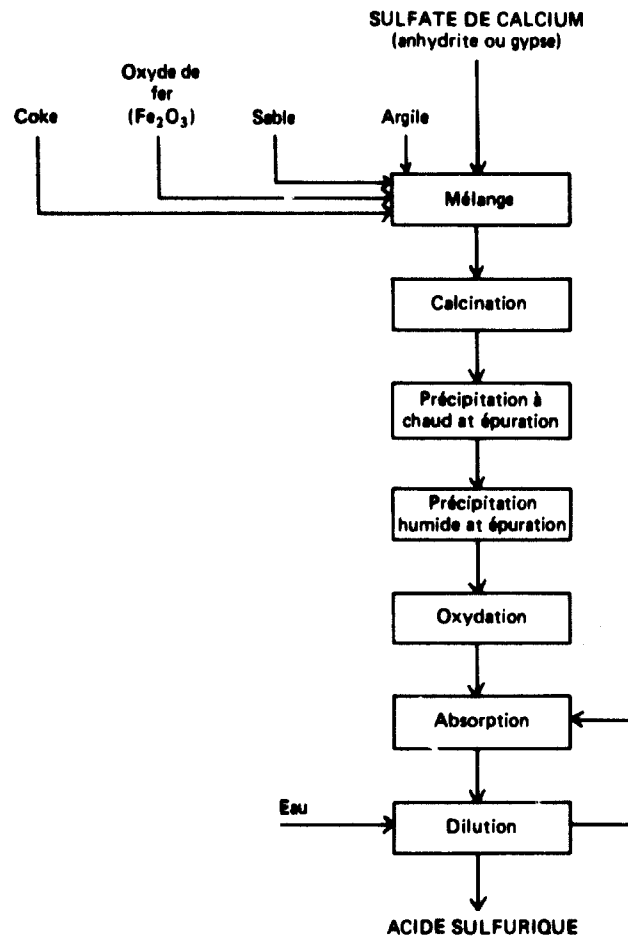 SULFATE DE CALCIUM
(anhydrite ou gypse)
Oxyde de
fer
(Fe₂O₃)
Coke
Sable
Argile
Mélange
Calcination
Précipitation à
chaud at épuration
Précipitation
humide at épuration
Oxydation
Absorption
Eau
Dilution
ACIDE SULFURIQUE